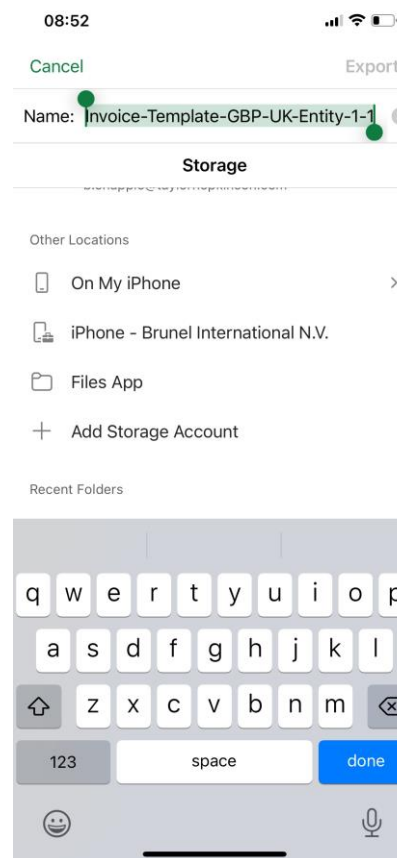 08:52
Cancel
Export
Name: Invoice-Template-GBP-UK-Entity-1-1
Storage
Other Locations
On My iPhone
iPhone - Brunel International N.V.
Files App
Add Storage Account
Recent Folders
q w e r t y u i o p
a s d f g h j k l
z x c v b n m
123 space done